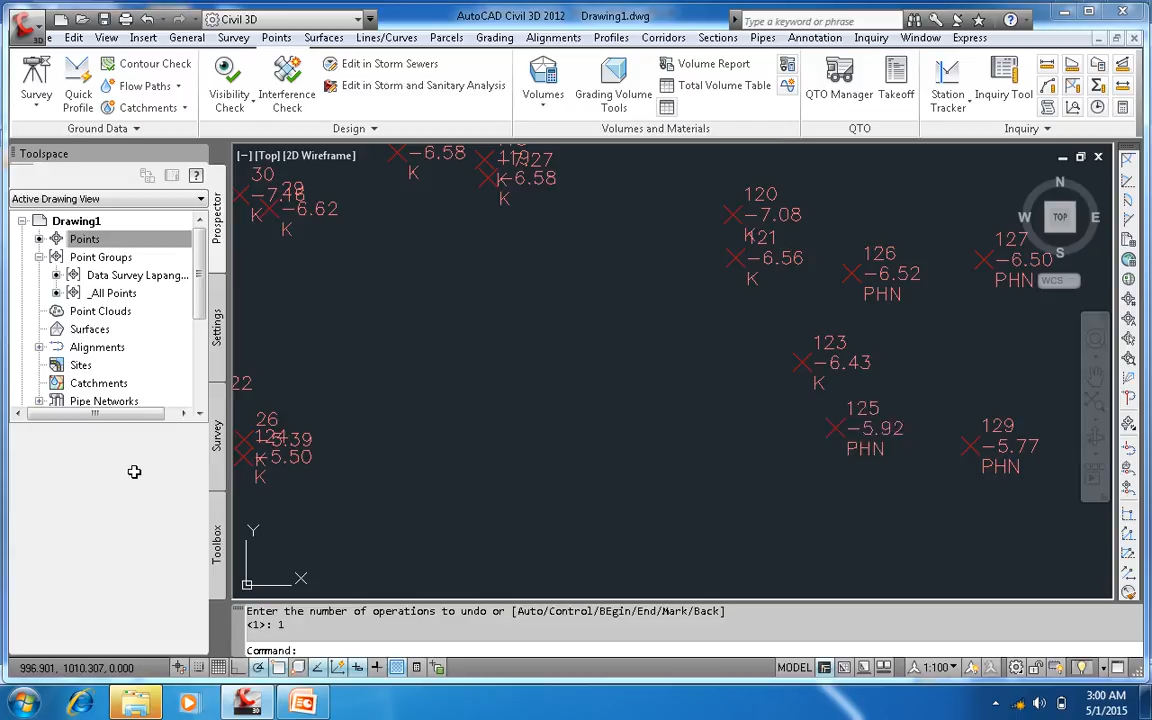 Civil 3D
AutoCAD Civil 3D 2012 Drawing1.dwg
Type a keyword or phrase
Edit View Insert General Survey Points Surfaces Lines/Curves Parcels Grading Alignments Profiles Corridors Sections Pipes Annotation Inquiry Window Express
Survey
Quick Profile
Contour Check
Flow Paths
Catchments
Visibility Check
Interference Check
Edit in Storm Sewers
Edit in Storm and Sanitary Analysis
Volumes
Grading Volume Tools
Volume Report
Total Volume Table
QTO Manager
Takeoff
Station Tracker
Inquiry Tool
Ground Data
Design
Volumes and Materials
QTO
Inquiry
Toolspace
Active Drawing View
Drawing1
Points
Point Groups
Data Survey Lapang...
_All Points
Point Clouds
Surfaces
Alignments
Sites
Catchments
Pipe Networks
Prospector
Settings
Survey
Toolbox
[−] [Top] [2D Wireframe]
−6.58
K
−7.27
K
−6.58
K
30
K
29
−6.62
K
120
−7.08
K
121
−6.56
K
126
−6.52
PHN
127
−6.50
PHN
123
−6.43
K
125
−5.92
PHN
129
−5.77
PHN
22
26
K
−5.50
K
N
W
TOP
E
S
WCS
Y
X
Enter the number of operations to undo or [Auto/Control/BEgin/End/Mark/Back]
<1>: 1
Command:
996.901, 1010.307, 0.000
MODEL
1:100
3:00 AM
5/1/2015